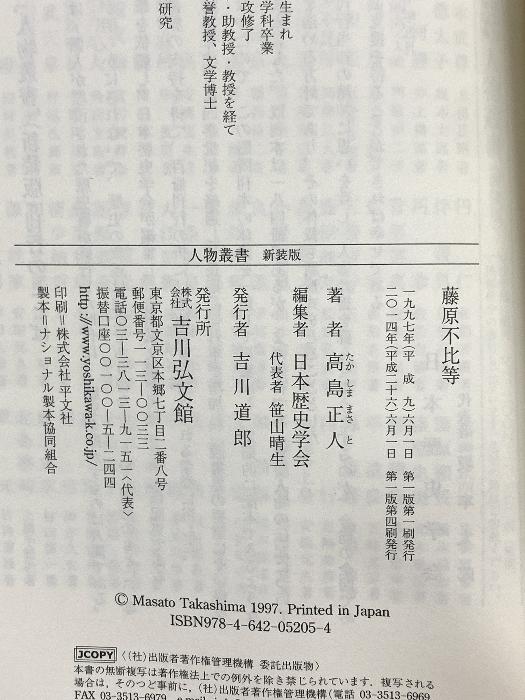 生まれ
学科卒業
攻修了
・助教授・教授を経て
誉教授、文学博士
研究
人物叢書 新装版
藤原不比等
一九九七年(平成九)六月一日 第一版第一刷発行
二〇一四年(平成二十六)六月一日 第一版第四刷発行
著者 高島正人
たかしままさと
編集者 日本歴史学会
代表者 笹山晴生
発行者 吉川道郎
発行所
株式会社 吉川弘文館
東京都文京区本郷七丁目二番八号
郵便番号一一三―〇〇三三
電話〇三―三八一三―九一五一〈代表〉
振替口座〇〇一〇〇―五―二四四
http://www.yoshikawa-k.co.jp/
印刷=株式会社 平文社
製本=ナショナル製本協同組合
© Masato Takashima 1997. Printed in Japan
ISBN978-4-642-05205-4
JCOPY 〈(社)出版者著作権管理機構 委託出版物〉
本書の無断複写は著作権法上での例外を除き禁じられています．複写される
場合は，そのつど事前に，(社)出版者著作権管理機構(電話 03-3513-6969
FAX 03-3513-6979